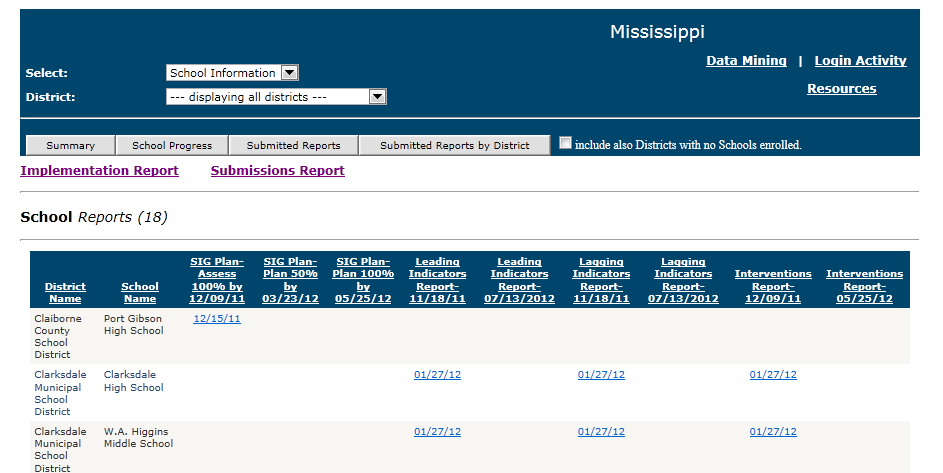 Mississippi
Data Mining | Login Activity
Select: School Information
Resources
District: --- displaying all districts ---
Summary School Progress Submitted Reports Submitted Reports by District include also Districts with no Schools enrolled.
Implementation Report Submissions Report
School Reports (18)
District Name School Name SIG Plan-Assess 100% by 12/09/11 SIG Plan-Plan 50% by 03/23/12 SIG Plan-Plan 100% by 05/25/12 Leading Indicators Report-11/18/11 Leading Indicators Report-07/13/2012 Lagging Indicators Report-11/18/11 Lagging Indicators Report-07/13/2012 Interventions Report-12/09/11 Interventions Report-05/25/12
Claiborne County School District Port Gibson High School 12/15/11
Clarksdale Municipal School District Clarksdale High School 01/27/12 01/27/12 01/27/12
Clarksdale Municipal School District W.A. Higgins Middle School 01/27/12 01/27/12 01/27/12